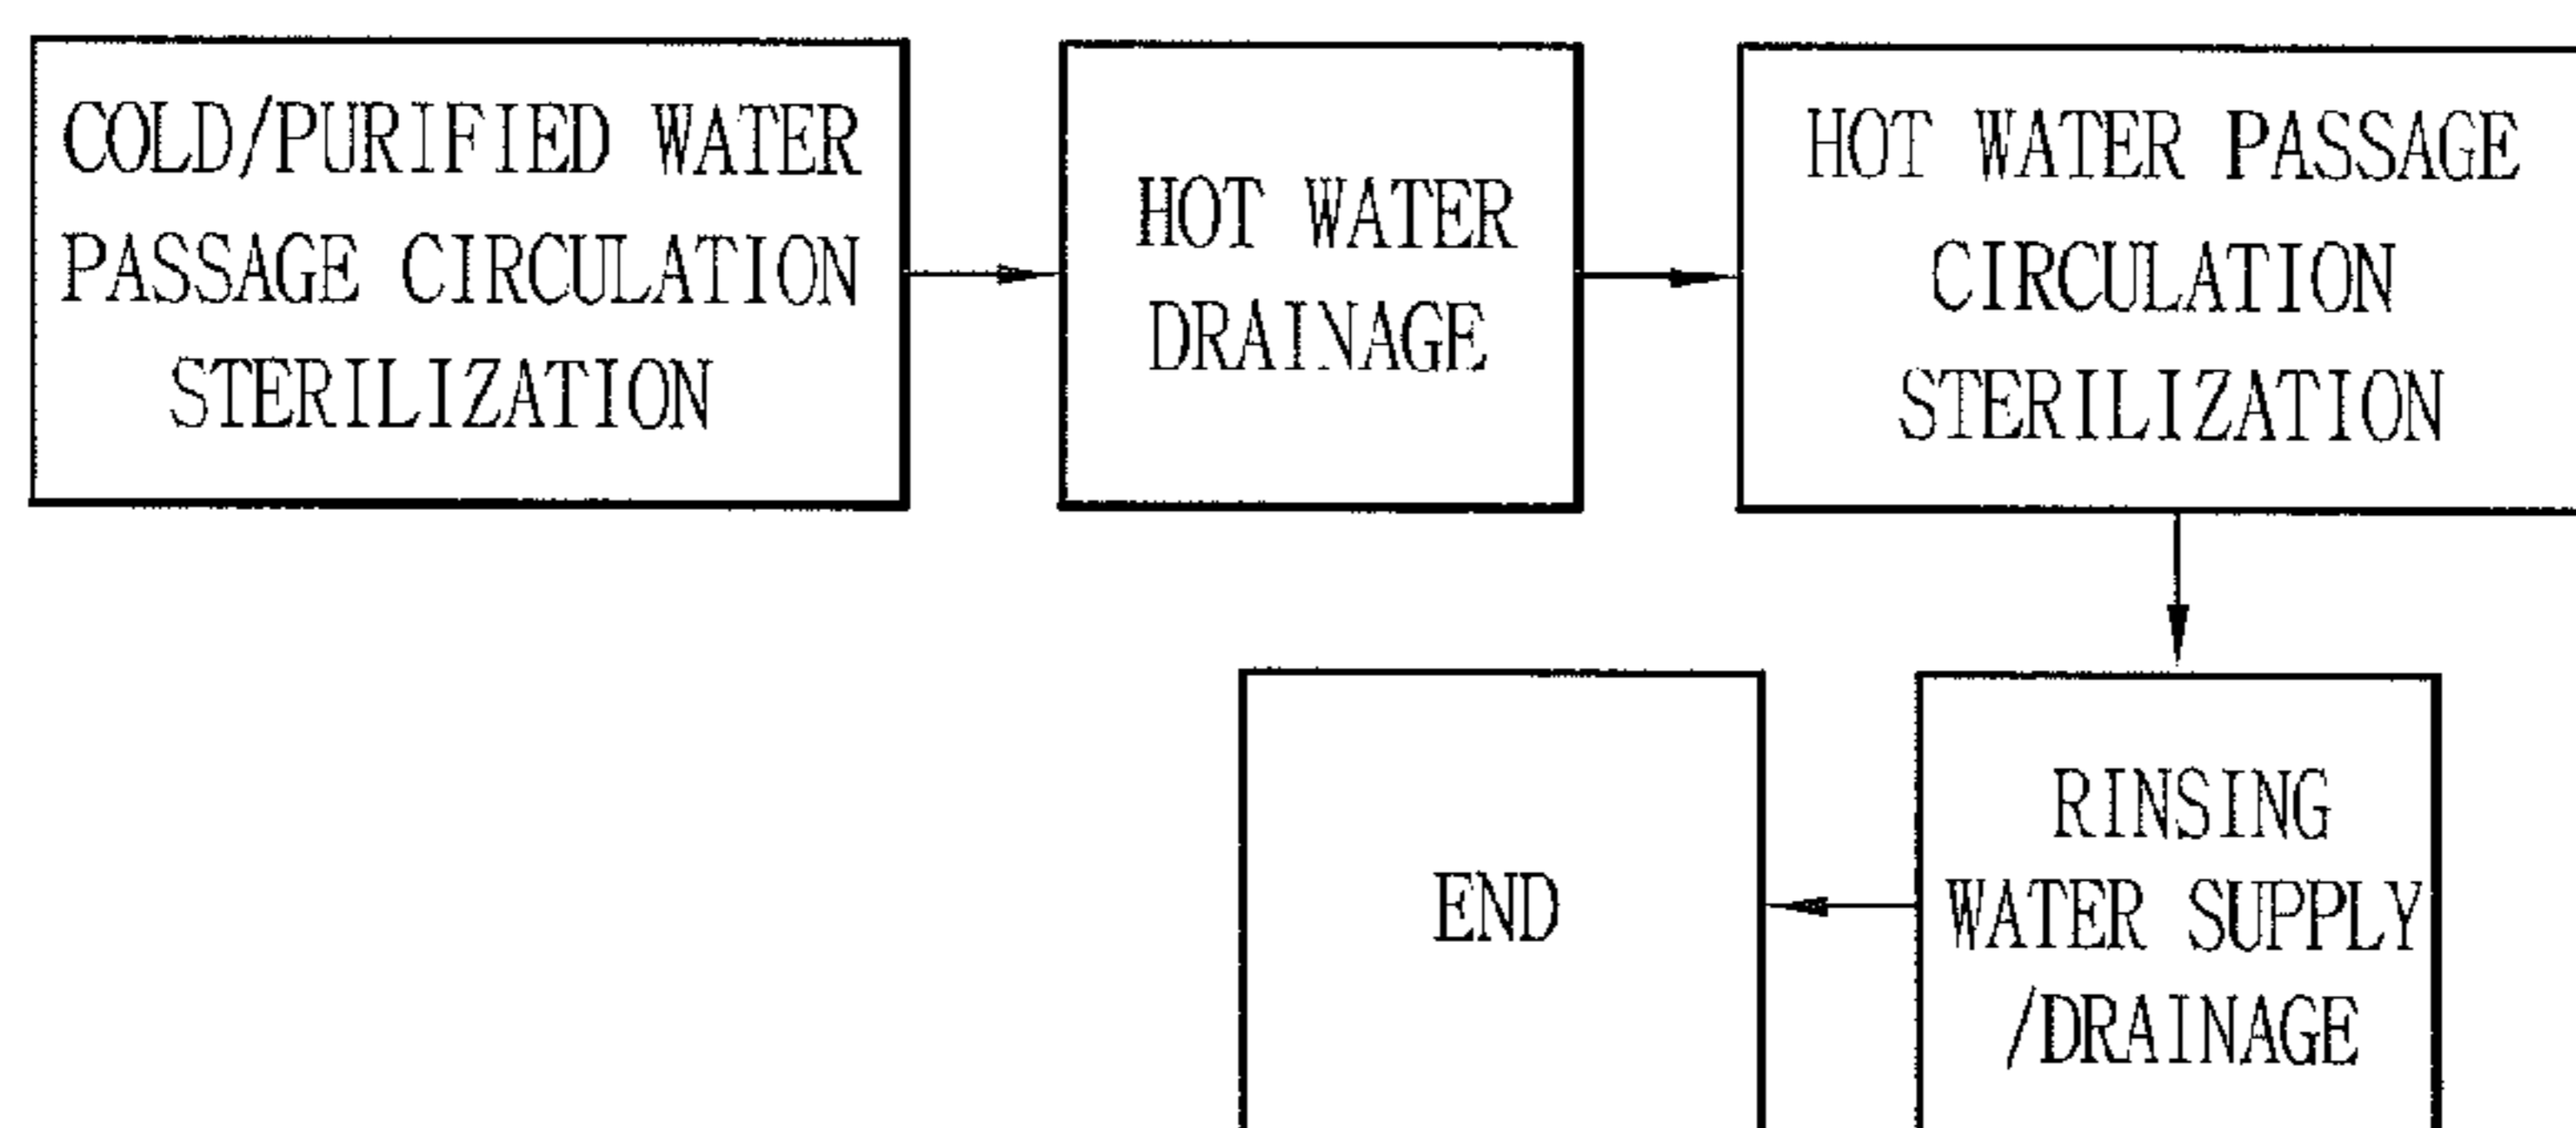 COLD/PURIFIED WATER
PASSAGE CIRCULATION
STERILIZATION
HOT WATER
DRAINAGE
HOT WATER PASSAGE
CIRCULATION
STERILIZATION
RINSING
WATER SUPPLY
/DRAINAGE
END